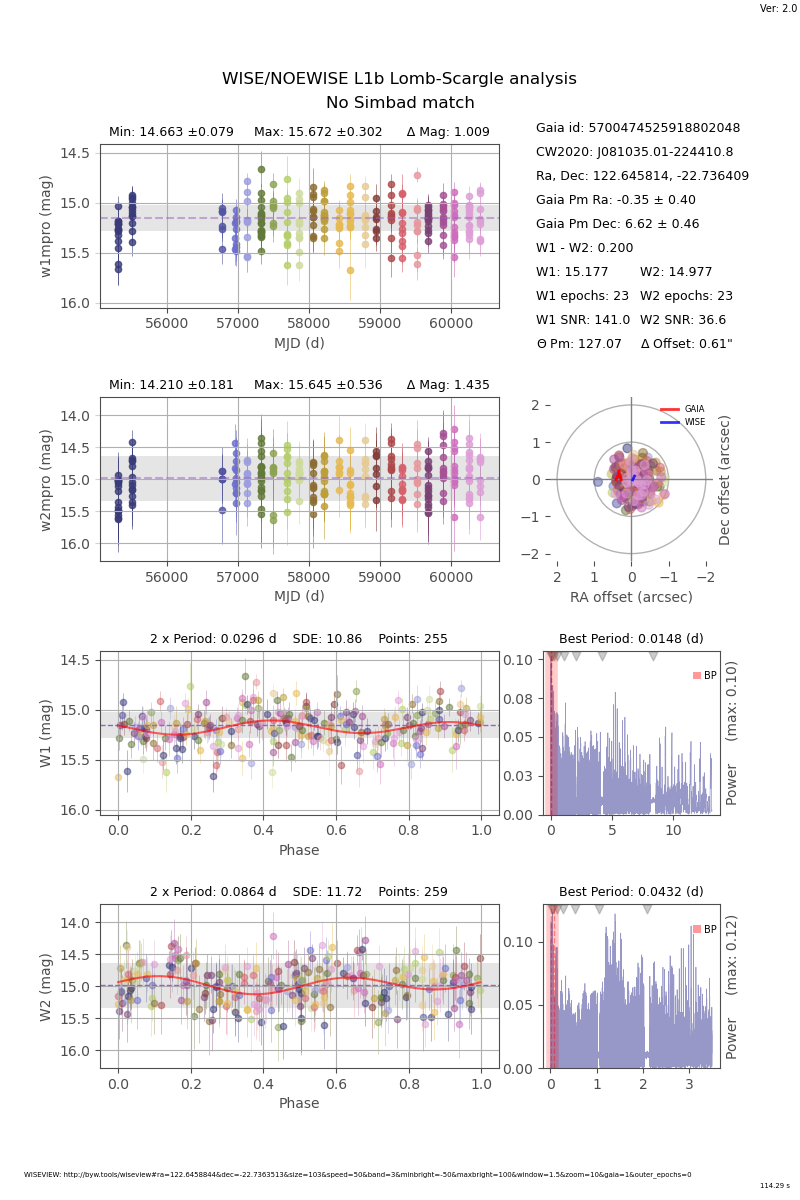 Ver: 2.0
WISE/NOEWISE L1b Lomb-Scargle analysis
No Simbad match
Min: 14.663 ±0.079 Max: 15.672 ±0.302 Δ Mag: 1.009
14.5
15.0
15.5
16.0
w1mpro (mag)
56000 57000 58000 59000 60000
MJD (d)
Gaia id: 5700474525918802048
CW2020: J081035.01-224410.8
Ra, Dec: 122.645814, -22.736409
Gaia Pm Ra: -0.35 ± 0.40
Gaia Pm Dec: 6.62 ± 0.46
W1 - W2: 0.200
W1: 15.177 W2: 14.977
W1 epochs: 23 W2 epochs: 23
W1 SNR: 141.0 W2 SNR: 36.6
Θ Pm: 127.07 Δ Offset: 0.61"
Min: 14.210 ±0.181 Max: 15.645 ±0.536 Δ Mag: 1.435
14.0
14.5
15.0
15.5
16.0
w2mpro (mag)
56000 57000 58000 59000 60000
MJD (d)
GAIA
WISE
2
1
0
−1
−2
Dec offset (arcsec)
2 1 0 −1 −2
RA offset (arcsec)
2 x Period: 0.0296 d SDE: 10.86 Points: 255
14.5
15.0
15.5
16.0
W1 (mag)
0.0 0.2 0.4 0.6 0.8 1.0
Phase
Best Period: 0.0148 (d)
BP
0.10
0.08
0.05
0.03
0.00
Power (max: 0.10)
0 5 10
2 x Period: 0.0864 d SDE: 11.72 Points: 259
14.0
14.5
15.0
15.5
16.0
W2 (mag)
0.0 0.2 0.4 0.6 0.8 1.0
Phase
Best Period: 0.0432 (d)
BP
0.10
0.05
0.00
Power (max: 0.12)
0 1 2 3
WISEVIEW: http://byw.tools/wiseview#ra=122.6458844&dec=-22.7363513&size=103&speed=50&band=3&minbright=-50&maxbright=100&window=1.5&zoom=10&gaia=1&outer_epochs=0
114.29 s